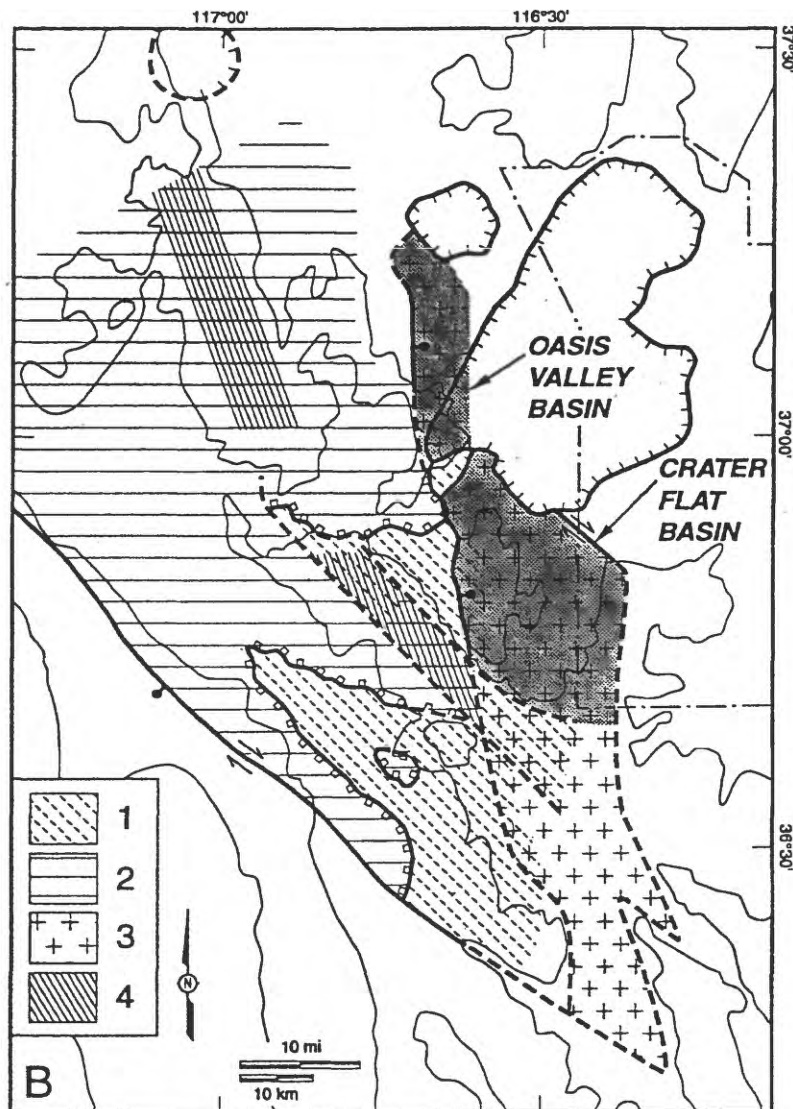 117°00'
116°30'
37°30'
OASIS
VALLEY
BASIN
37°00'
CRATER
FLAT
BASIN
36°30'
1
2
3
4
N
10 mi
10 km
B